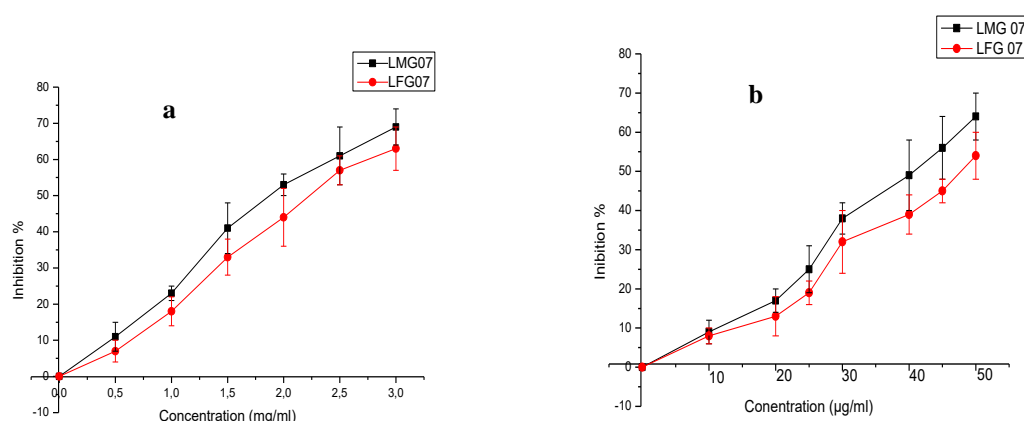 LMG07
LFG07
a
80
70
60
50
40
30
20
10
0
-10
0,0 0,5 1,0 1,5 2,0 2,5 3,0
Inhibition %
Concentration (mg/ml)
LMG 07
LFG 07
b
80
70
60
50
40
30
20
10
0
-10
10 20 30 40 50
Inibition %
Conentration (µg/ml)